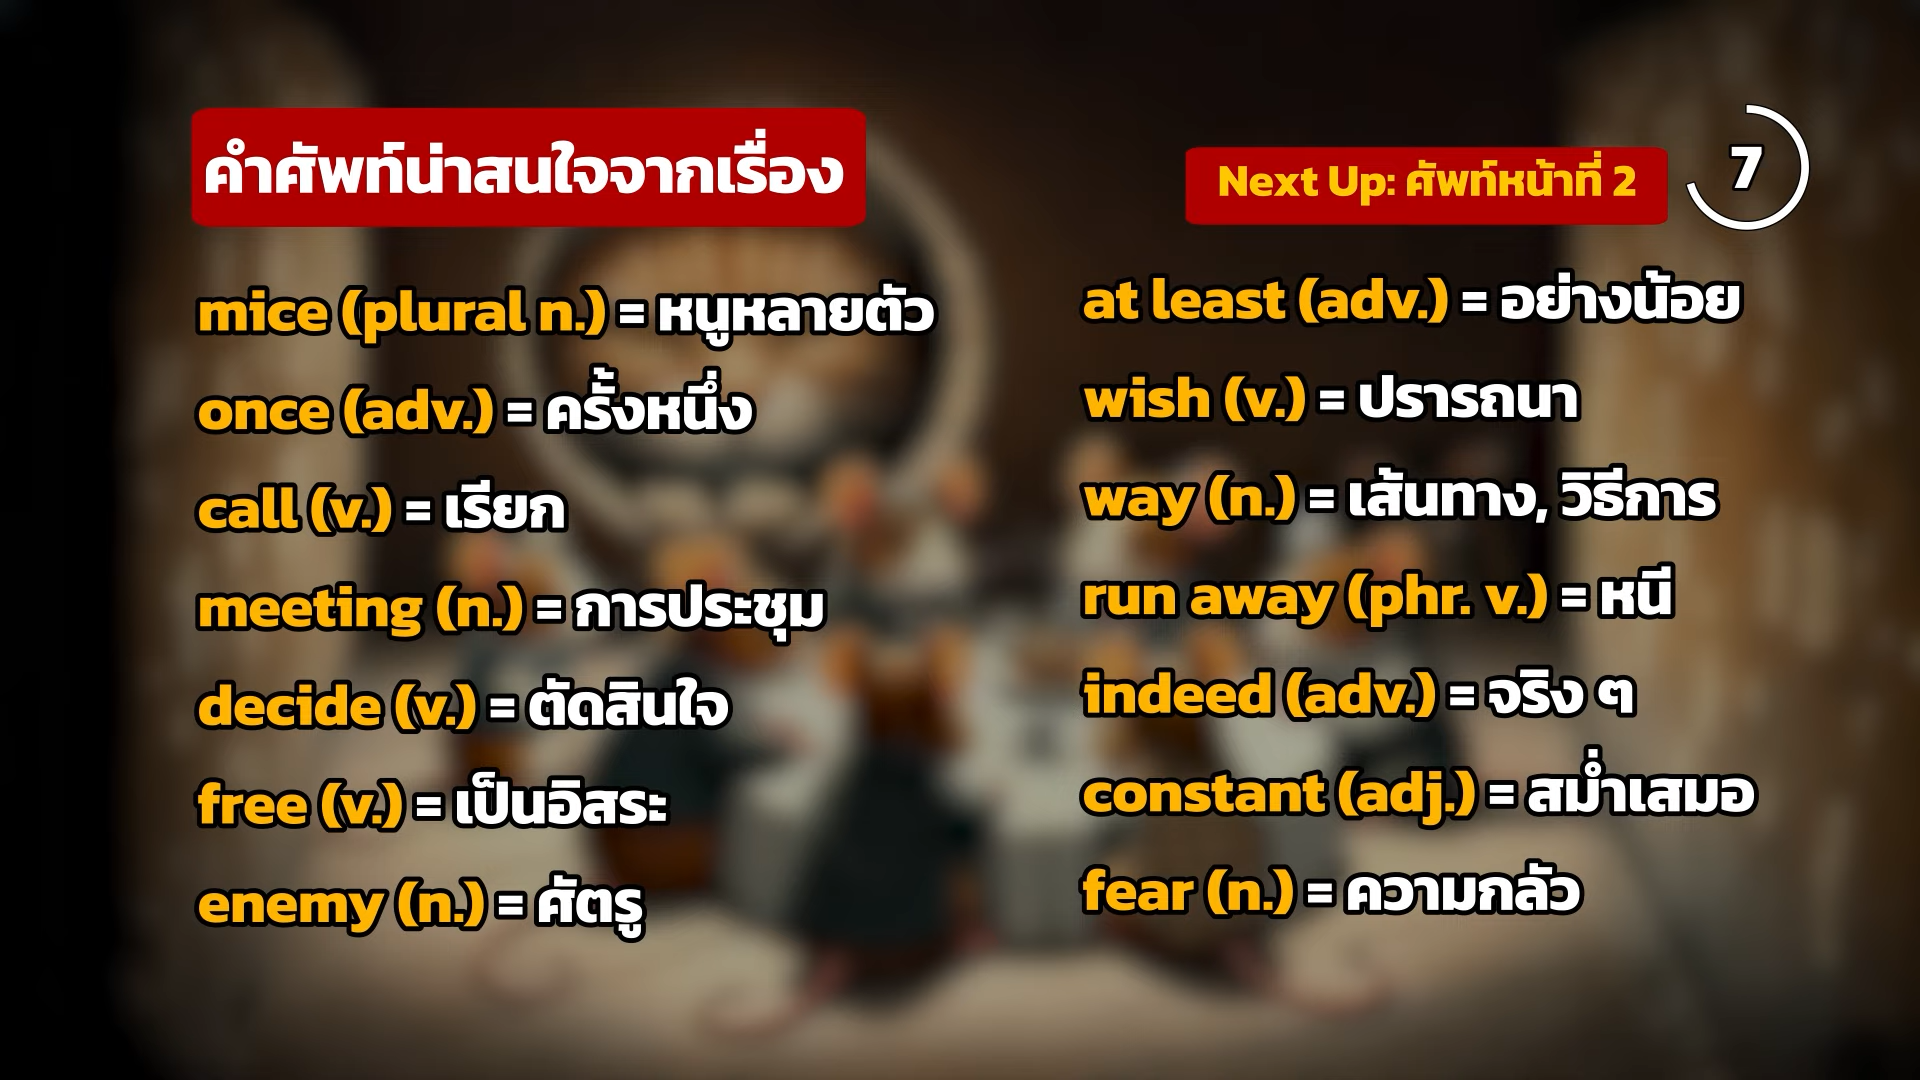 คำศัพท์น่าสนใจจากเรื่อง
Next Up: ศัพท์หน้าที่ 2
7
mice (plural n.) = หนูหลายตัว
once (adv.) = ครั้งหนึ่ง
call (v.) = เรียก
meeting (n.) = การประชุม
decide (v.) = ตัดสินใจ
free (v.) = เป็นอิสระ
enemy (n.) = ศัตรู
at least (adv.) = อย่างน้อย
wish (v.) = ปรารถนา
way (n.) = เส้นทาง, วิธีการ
run away (phr. v.) = หนี
indeed (adv.) = จริง ๆ
constant (adj.) = สม่ำเสมอ
fear (n.) = ความกลัว